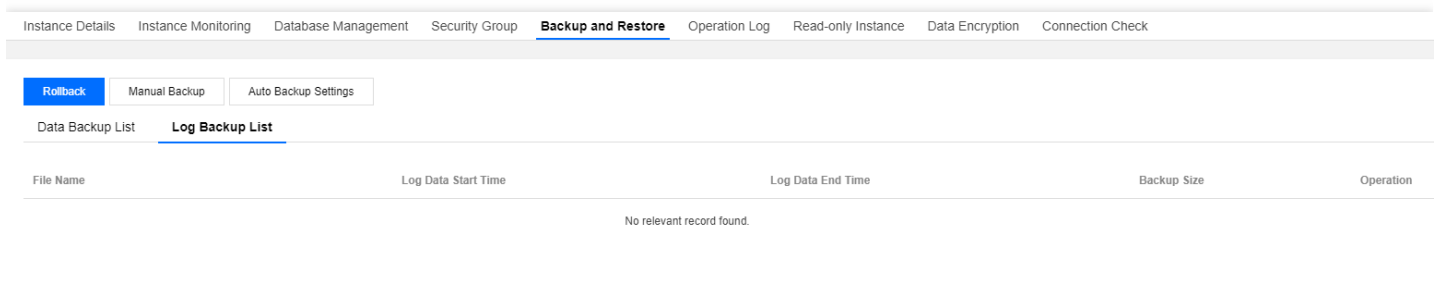 Instance Details Instance Monitoring Database Management Security Group Backup and Restore Operation Log Read-only Instance Data Encryption Connection Check
Rollback Manual Backup Auto Backup Settings
Data Backup List Log Backup List
File Name Log Data Start Time Log Data End Time Backup Size Operation
No relevant record found.